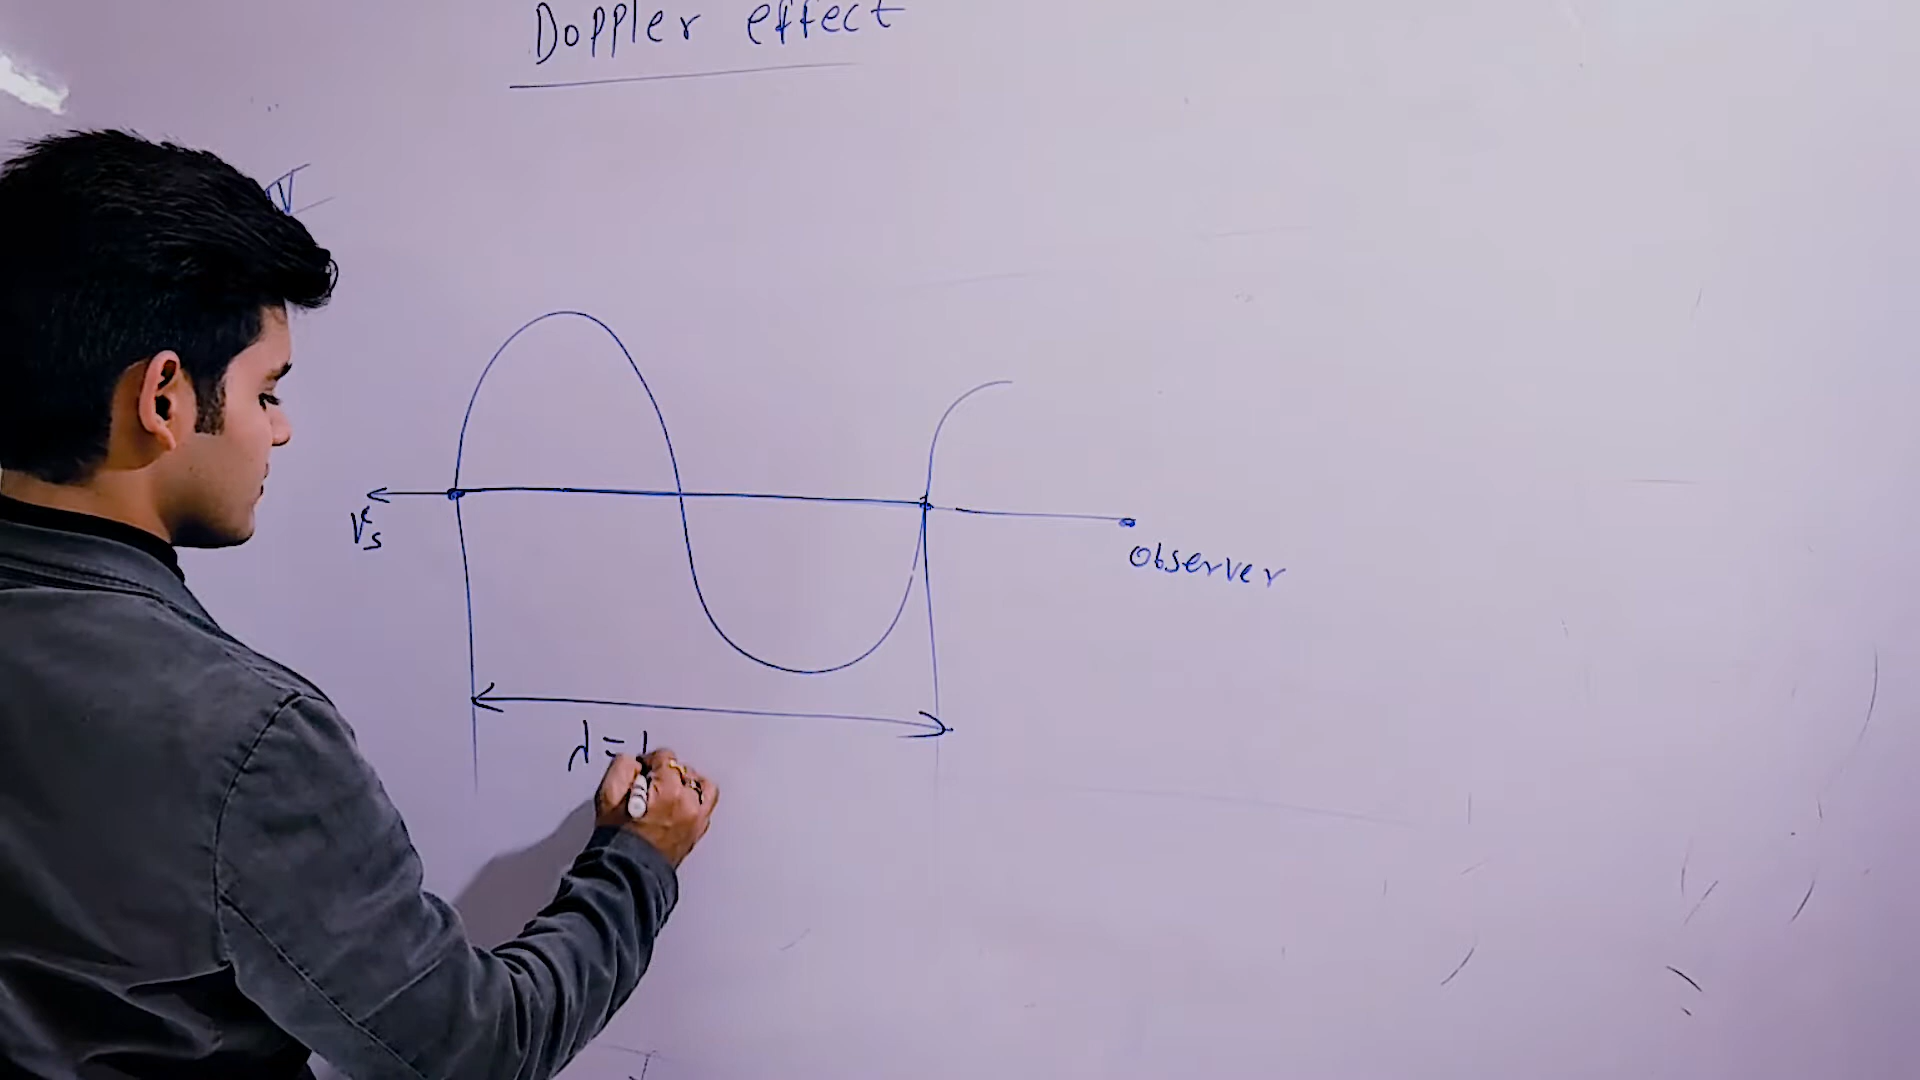 Doppler effect
V
Vs
Observer
λ =